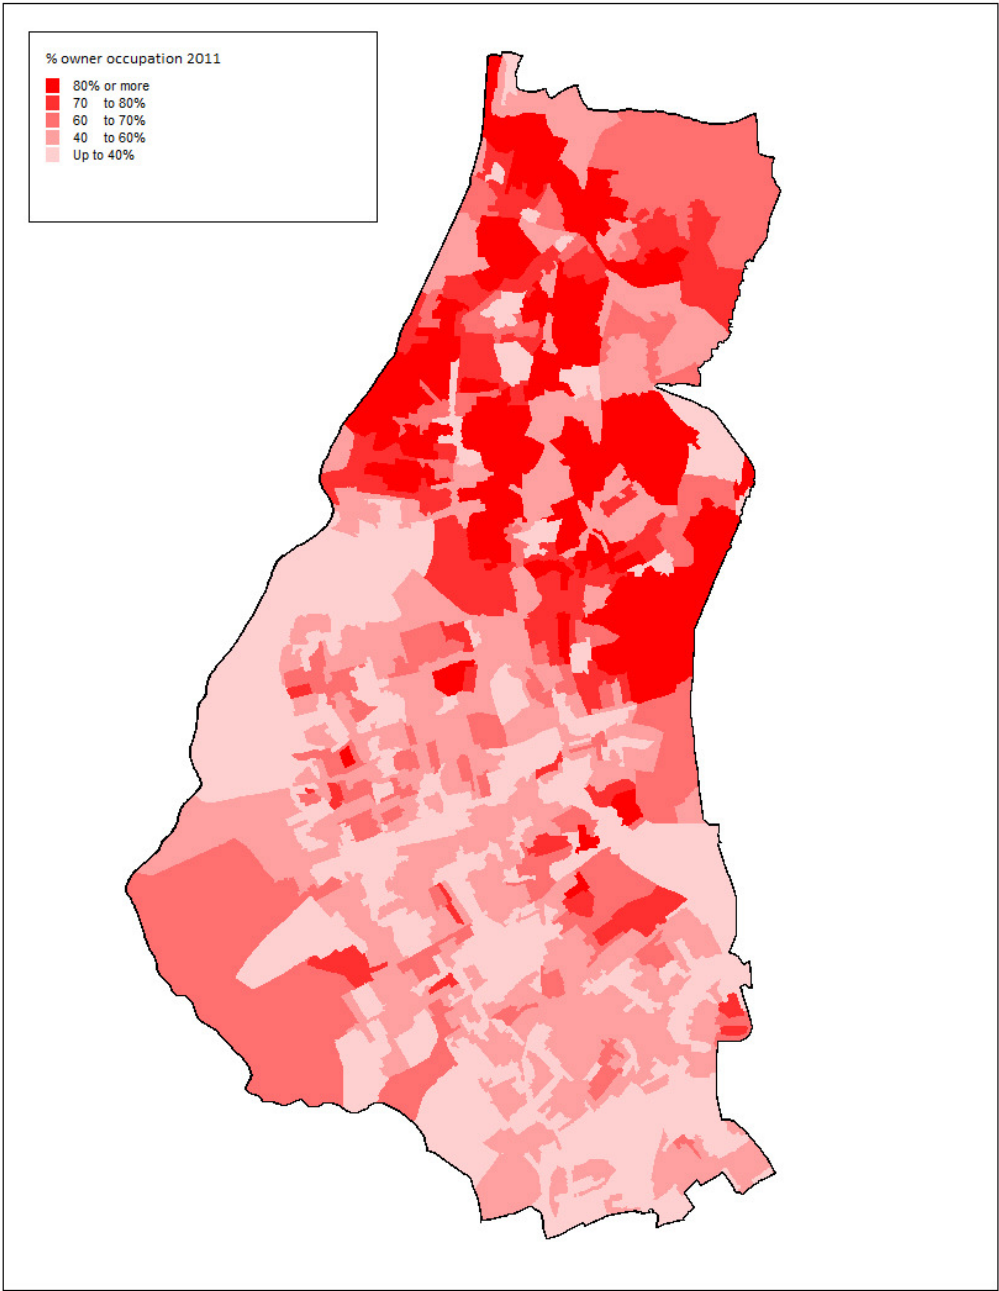 % owner occupation 2011
80% or more
70 to 80%
60 to 70%
40 to 60%
Up to 40%